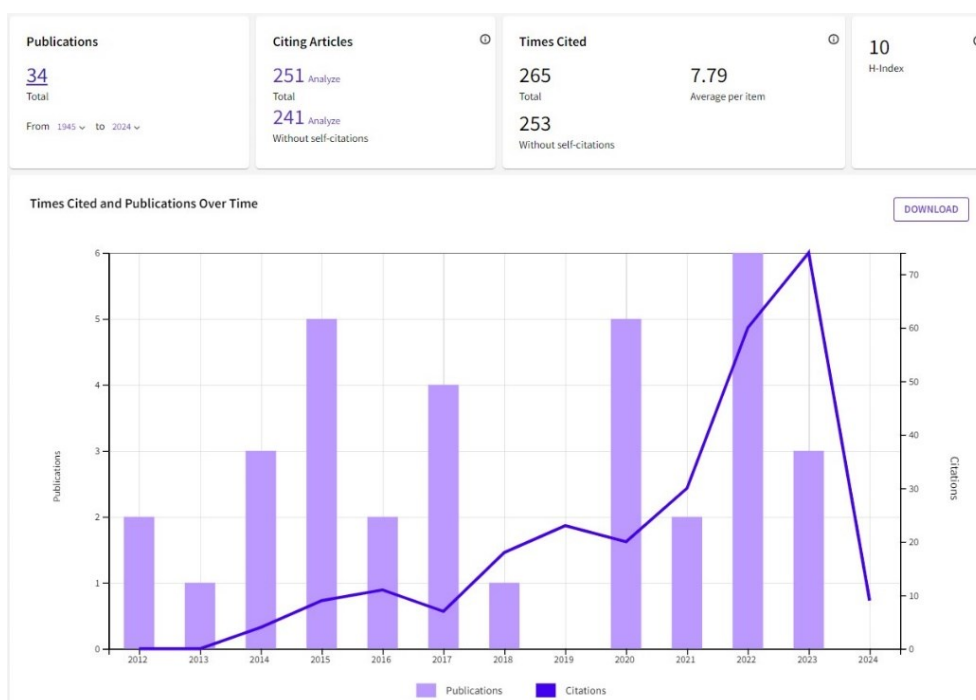 Publications
34
Total
From 1945 to 2024
Citing Articles
251 Analyze
Total
241 Analyze
Without self-citations
Times Cited
265
Total
253
Without self-citations
7.79
Average per item
10
H-Index
Times Cited and Publications Over Time
DOWNLOAD
6
5
4
3
2
1
0
Publications
70
60
50
40
30
20
10
0
Citations
2012 2013 2014 2015 2016 2017 2018 2019 2020 2021 2022 2023 2024
Publications Citations